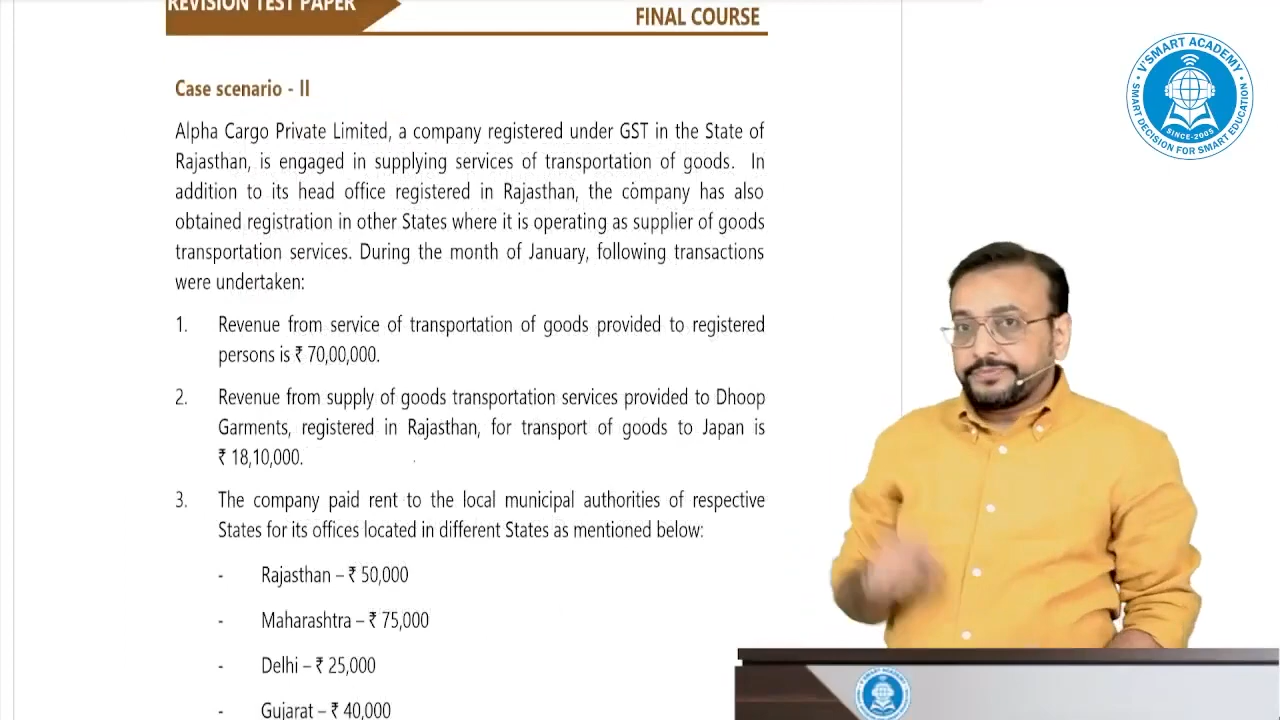 REVISION TEST PAPER
FINAL COURSE
Case scenario - II
Alpha Cargo Private Limited, a company registered under GST in the State of
Rajasthan, is engaged in supplying services of transportation of goods. In
addition to its head office registered in Rajasthan, the company has also
obtained registration in other States where it is operating as supplier of goods
transportation services. During the month of January, following transactions
were undertaken:
1. Revenue from service of transportation of goods provided to registered
persons is ₹ 70,00,000.
2. Revenue from supply of goods transportation services provided to Dhoop
Garments, registered in Rajasthan, for transport of goods to Japan is
₹ 18,10,000.
3. The company paid rent to the local municipal authorities of respective
States for its offices located in different States as mentioned below:
- Rajasthan – ₹ 50,000
- Maharashtra – ₹ 75,000
- Delhi – ₹ 25,000
- Gujarat – ₹ 40,000
V'SMART ACADEMY
SINCE-2005
• SMART DECISION FOR SMART EDUCATION •